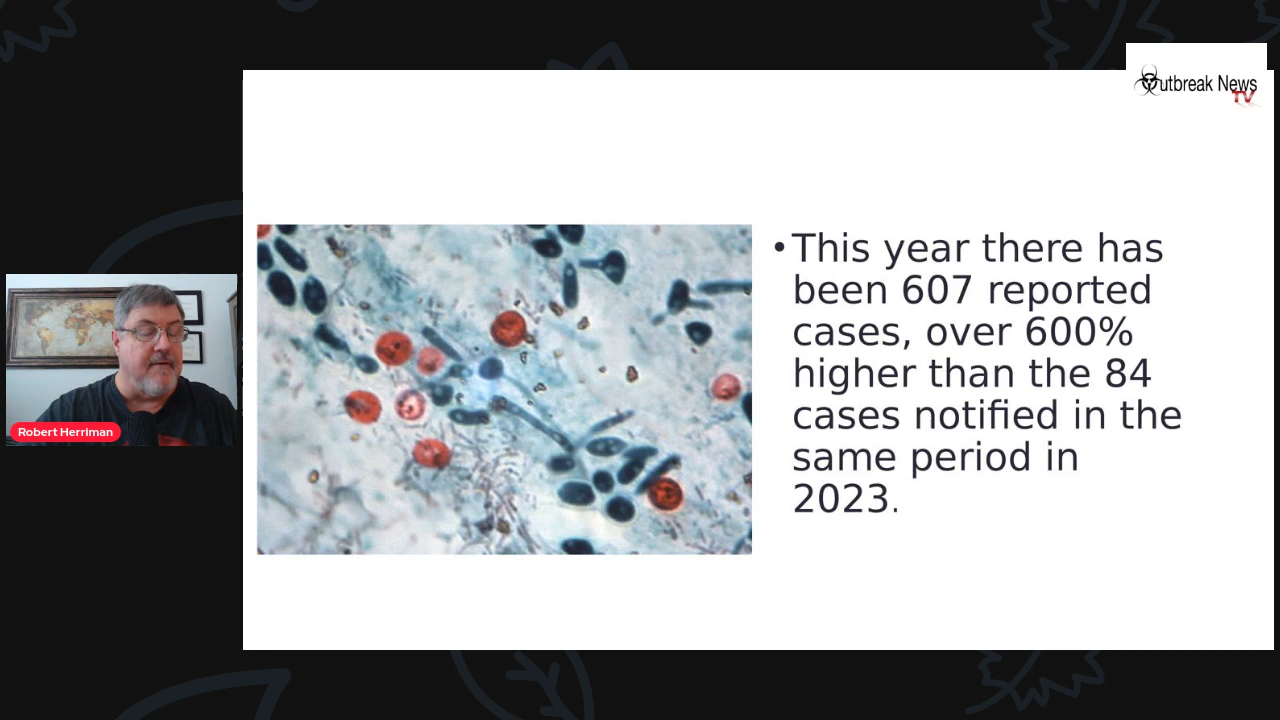 Outbreak News
TV
• This year there has
been 607 reported
cases, over 600%
higher than the 84
cases notified in the
same period in
2023.
Robert Herriman